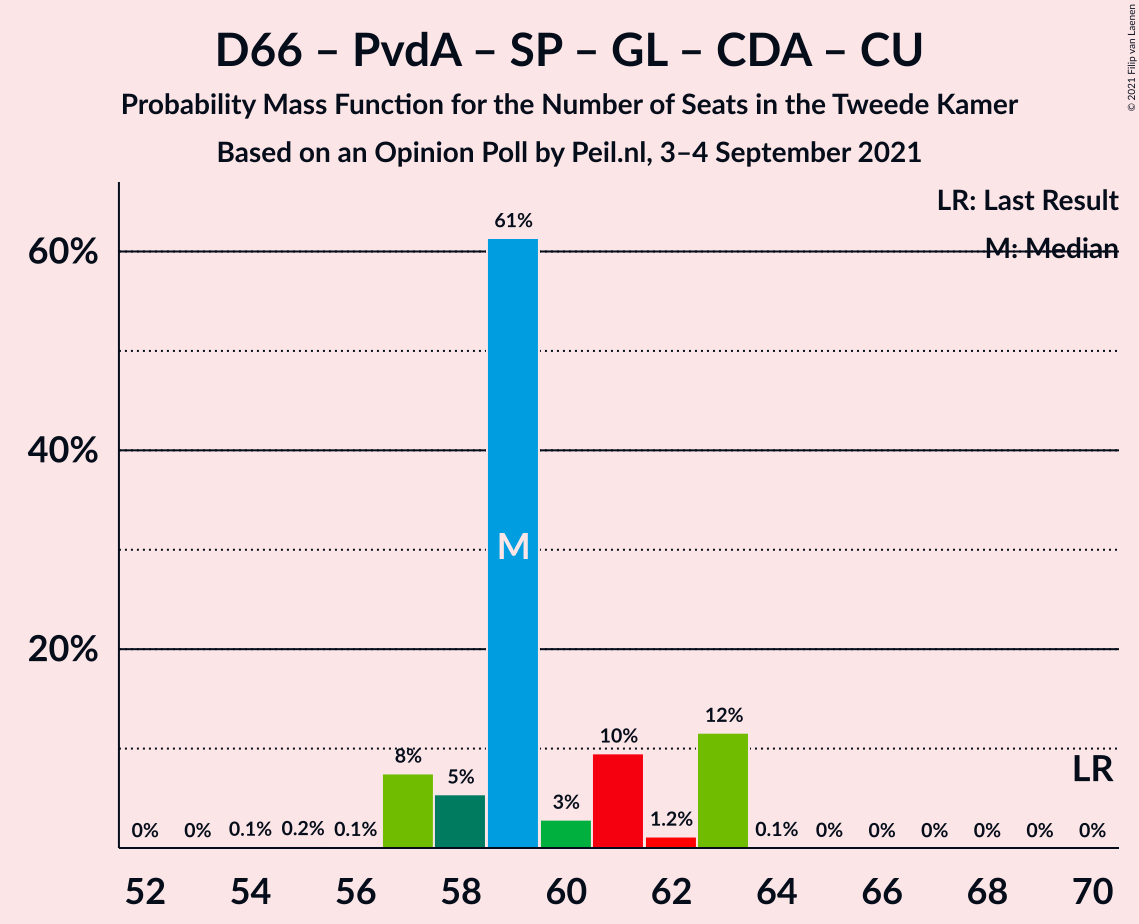 D66 – PvdA – SP – GL – CDA – CU
Probability Mass Function for the Number of Seats in the Tweede Kamer
Based on an Opinion Poll by Peil.nl, 3–4 September 2021
© 2021 Filip van Laenen
LR: Last Result
M: Median
60%
40%
20%
61%
M
0% 0% 0.1% 0.2% 0.1% 8% 5% 3% 10% 1.2% 12% 0.1% 0% 0% 0% 0% 0% 0%
LR
52 54 56 58 60 62 64 66 68 70